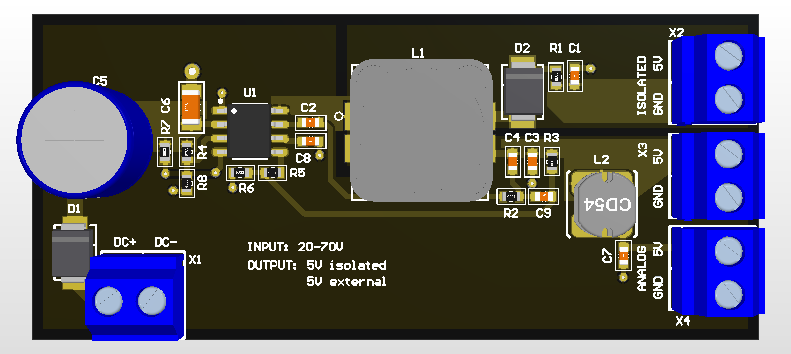 X2
L1
D2
R1
C1
5V
ISOLATED
GND
C5
C6
U1
C2
X3
R7
R4
C8
C4
C3
R3
5V
L2
R8
R6
R5
GND
R2
C9
CD54
D1
DC+
DC-
X1
INPUT: 20-70V
OUTPUT: 5V isolated
5V external
C7
ANALOG
5V
GND
X4